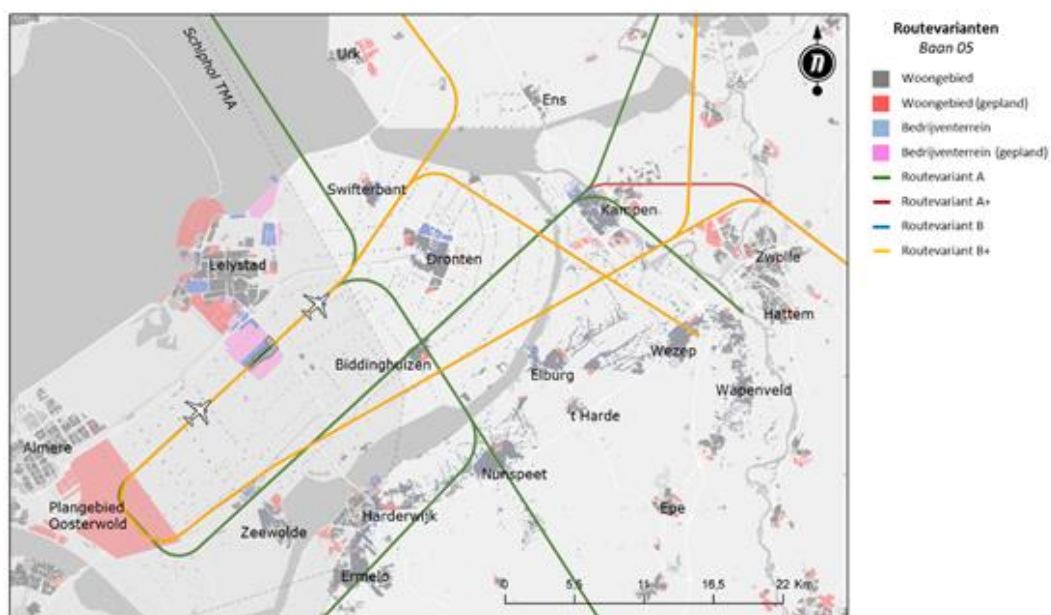 Schiphol TMA
Urk
Ens
Swifterbant
Kampen
Lelystad
Dronten
Zwolle
Hattem
Biddinghuizen
Elburg
Wezep
Wapenveld
't Harde
Almere
Nunspeet
Plangebied
Oosterwold
Zeewolde
Harderwijk
Epe
Ermelo
0 5,5 11 16,5 22 Km
Routevarianten
Baan 05
Woongebied
Woongebied (gepland)
Bedrijventerrein
Bedrijventerrein (gepland)
Routevariant A
Routevariant A+
Routevariant B
Routevariant B+